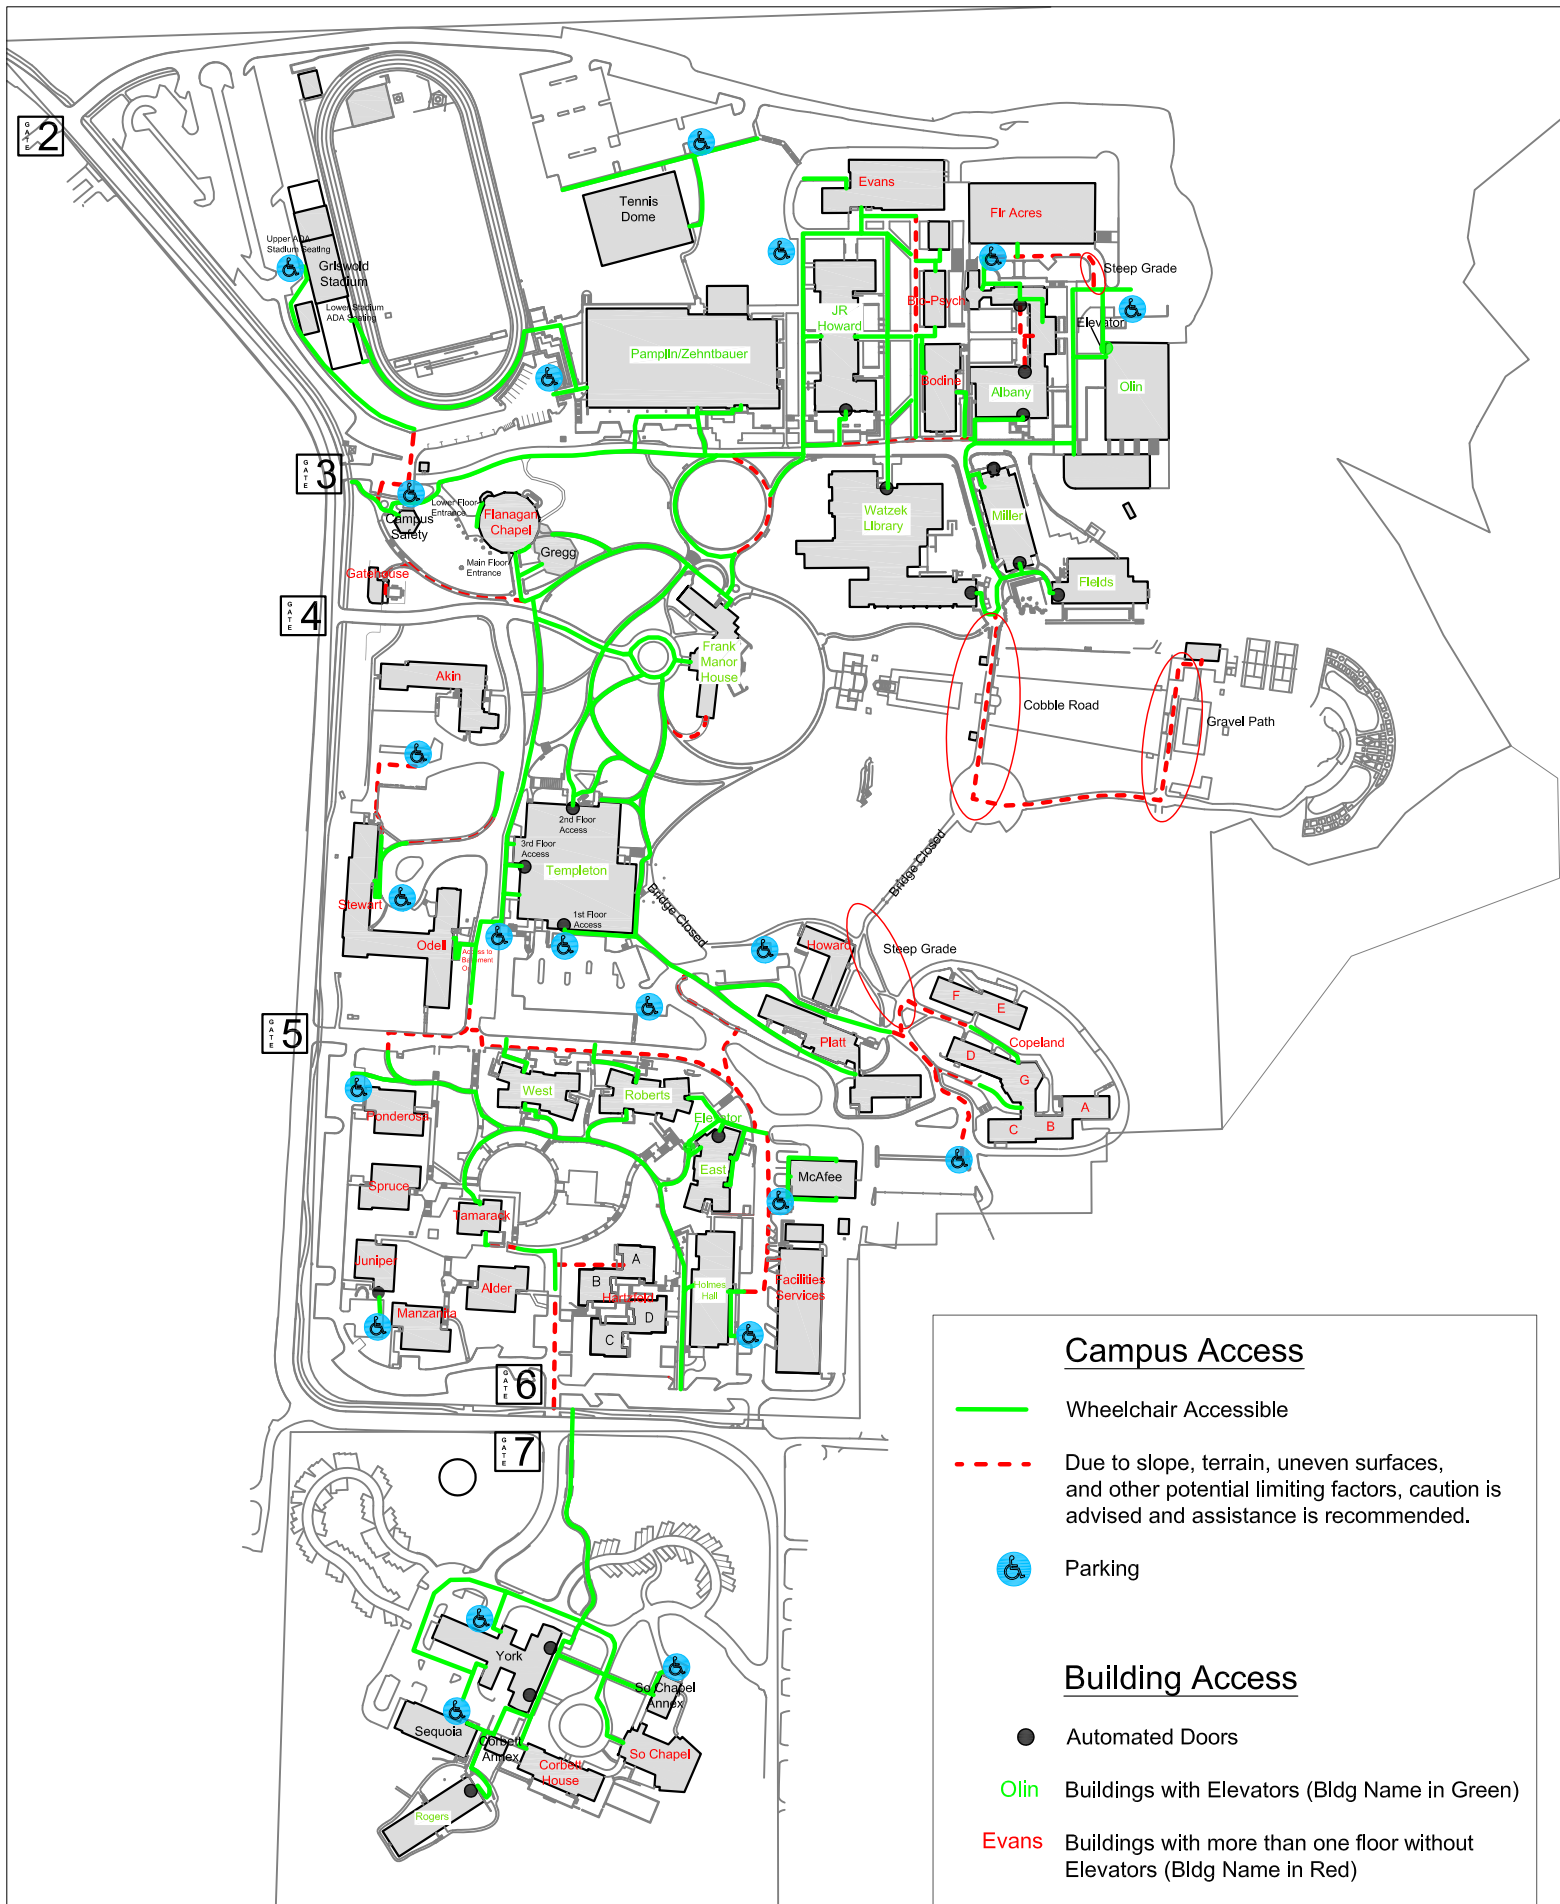 GATE 2
Tennis
Dome
Evans
Fir Acres
Upper ADA
Stadium Seating
Griswold
Stadium
Lower Stadium
ADA Seating
Steep Grade
Bio-Psych
JR
Howard
Elevator
Pamplin/Zehntbauer
Bodine
Albany
Olin
GATE 3
Lower Floor
Entrance
Campus
Safety
Flanagan
Chapel
Gregg
Main Floor
Entrance
Watzek
Library
Miller
Fields
Gatehouse
GATE 4
Frank
Manor
House
Akin
Cobble Road
Gravel Path
2nd Floor
Access
3rd Floor
Access
Templeton
1st Floor
Access
Bridge Closed
Bridge Closed
Stewart
Odell
Access to
Basement
Howard
Steep Grade
GATE 5
F
E
Copeland
D
G
A
B
C
Platt
West
Roberts
Ponderosa
Elevator
East
McAfee
Spruce
Tamarack
Juniper
Alder
Manzanita
A
B
Hartzfeld
D
C
Holmes
Hall
Facilities
Services
GATE 6
GATE 7
York
So Chapel
Annex
Sequoia
Corbett
Annex
Corbett
House
So Chapel
Rogers
Campus Access
Wheelchair Accessible
Due to slope, terrain, uneven surfaces,
and other potential limiting factors, caution is
advised and assistance is recommended.
Parking
Building Access
Automated Doors
Olin Buildings with Elevators (Bldg Name in Green)
Evans Buildings with more than one floor without
Elevators (Bldg Name in Red)